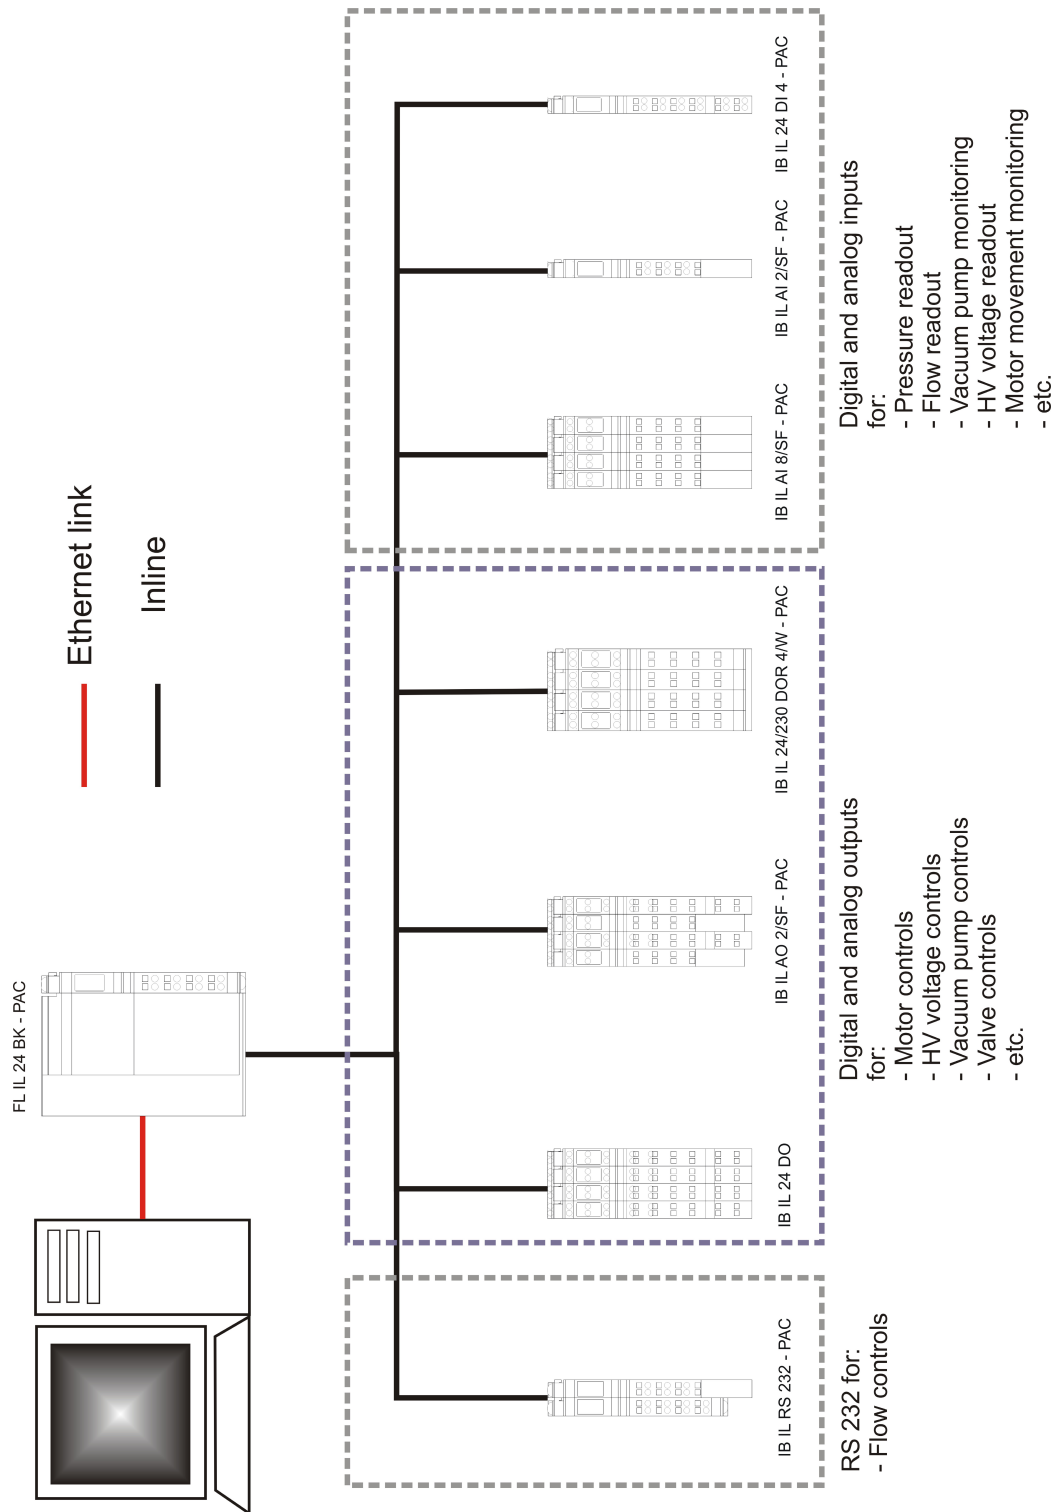 FL IL 24 BK - PAC
Ethernet link
Inline
IB IL RS 232 - PAC
IB IL 24 DO
IB IL AO 2/SF - PAC
IB IL 24/230 DOR 4/W - PAC
IB IL AI 8/SF - PAC
IB IL AI 2/SF - PAC
IB IL 24 DI 4 - PAC
RS 232 for:
- Flow controls
Digital and analog outputs
for:
- Motor controls
- HV voltage controls
- Vacuum pump controls
- Valve controls
- etc.
Digital and analog inputs
for:
- Pressure readout
- Flow readout
- Vacuum pump monitoring
- HV voltage readout
- Motor movement monitoring
- etc.